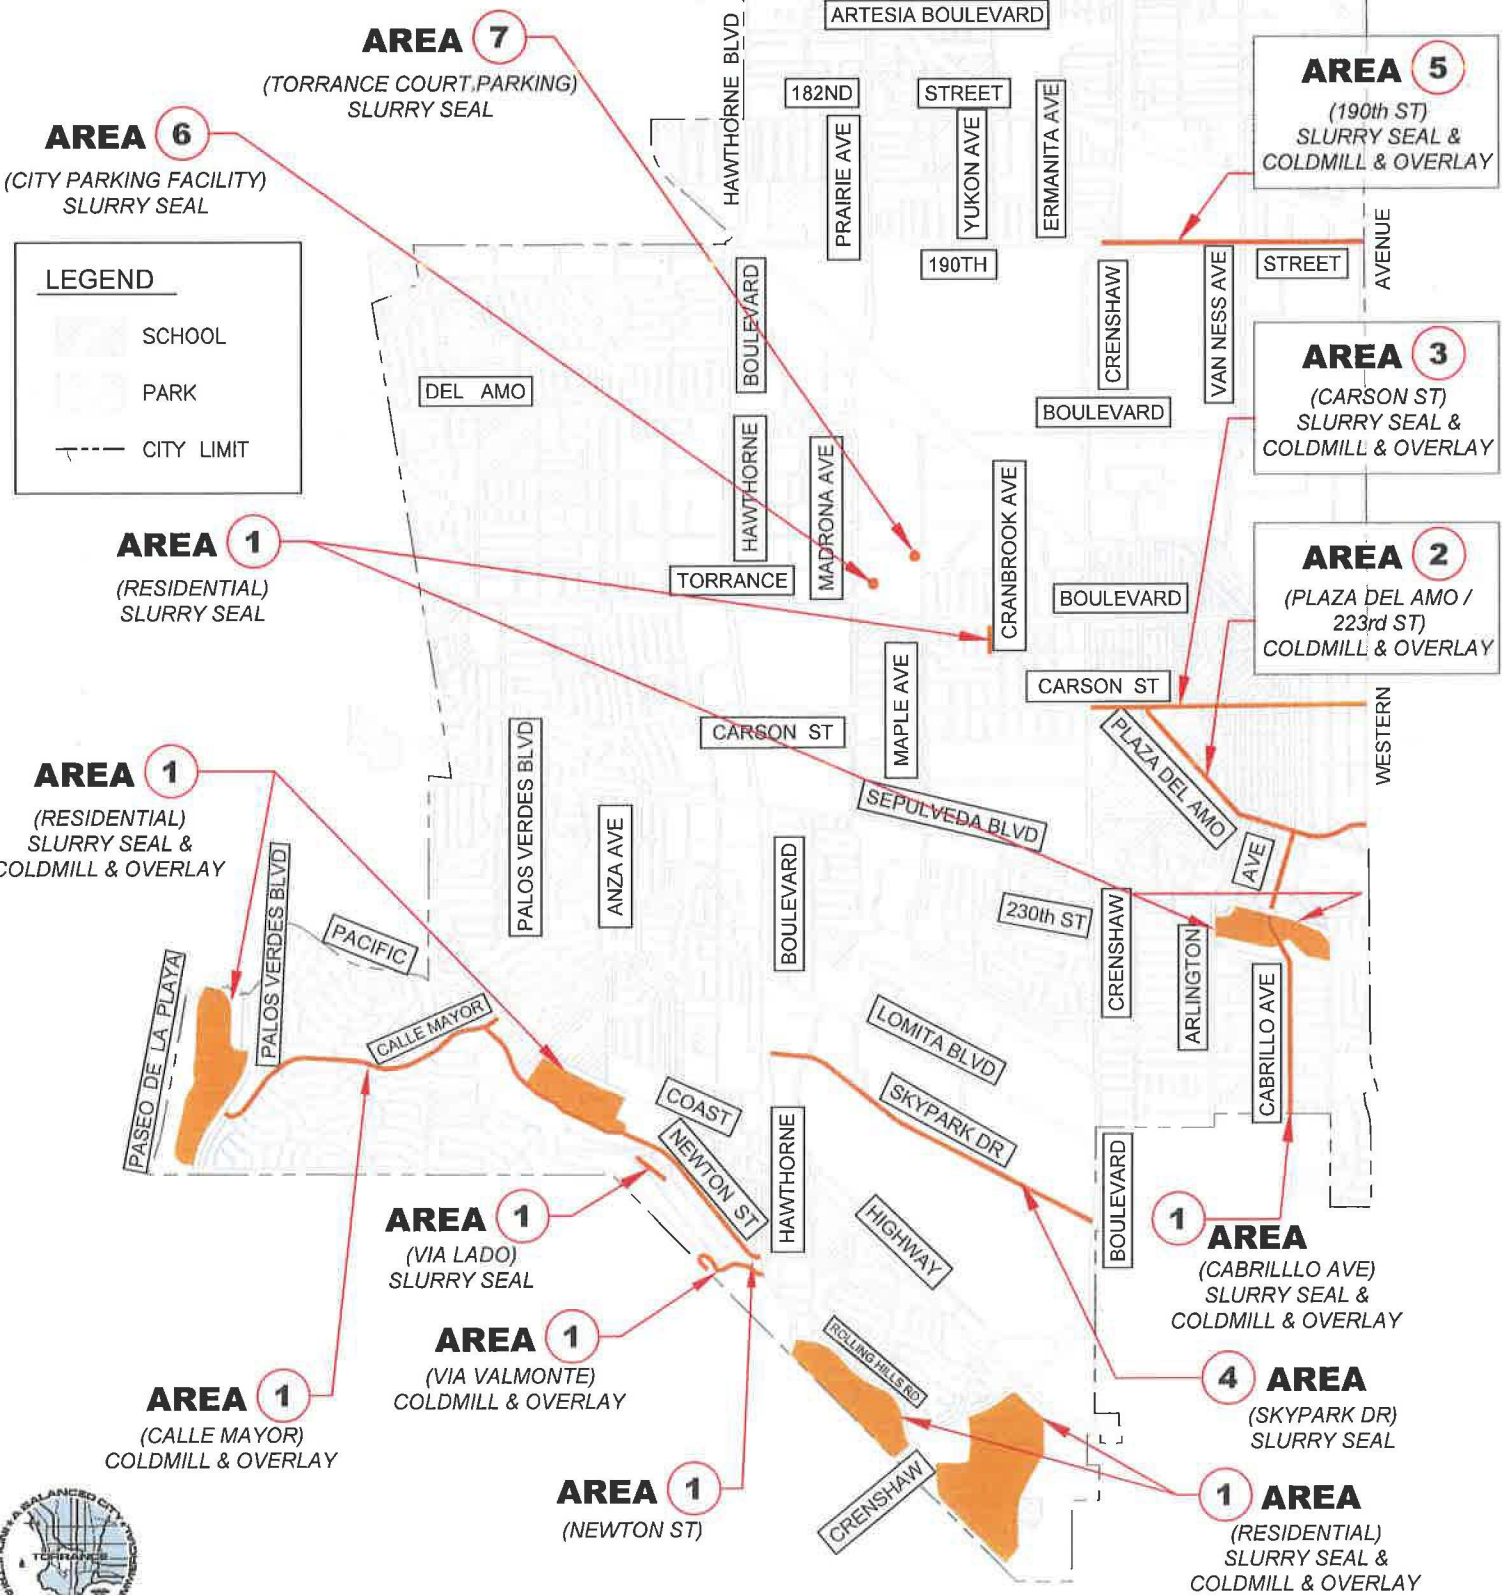 ARTESIA BOULEVARD
HAWTHORNE BLVD
AREA 7
(TORRANCE COURT PARKING)
SLURRY SEAL
182ND
STREET
PRAIRIE AVE
YUKON AVE
ERMANITA AVE
AREA 5
(190th ST)
SLURRY SEAL &
COLDMILL & OVERLAY
AREA 6
(CITY PARKING FACILITY)
SLURRY SEAL
AVENUE
190TH
STREET
LEGEND
SCHOOL
PARK
CITY LIMIT
BOULEVARD
CRENSHAW
VAN NESS AVE
DEL AMO
BOULEVARD
AREA 3
(CARSON ST)
SLURRY SEAL &
COLDMILL & OVERLAY
HAWTHORNE
MADRONA AVE
CRANBROOK AVE
AREA 1
(RESIDENTIAL)
SLURRY SEAL
TORRANCE
BOULEVARD
AREA 2
(PLAZA DEL AMO /
223rd ST)
COLDMILL & OVERLAY
MAPLE AVE
CARSON ST
CARSON ST
WESTERN
PALOS VERDES BLVD
PLAZA DEL AMO
AREA 1
(RESIDENTIAL)
SLURRY SEAL &
COLDMILL & OVERLAY
SEPULVEDA BLVD
ANZA AVE
BOULEVARD
AVE
PALOS VERDES BLVD
PACIFIC
230th ST
CRENSHAW
ARLINGTON
CABRILLO AVE
PASEO DE LA PLAYA
CALLE MAYOR
LOMITA BLVD
COAST
SKYPARK DR
NEWTON ST
HAWTHORNE
BOULEVARD
HIGHWAY
AREA 1
(VIA LADO)
SLURRY SEAL
1 AREA
(CABRILLLO AVE)
SLURRY SEAL &
COLDMILL & OVERLAY
AREA 1
(VIA VALMONTE)
COLDMILL & OVERLAY
ROLLING HILLS RD
AREA 1
(CALLE MAYOR)
COLDMILL & OVERLAY
4 AREA
(SKYPARK DR)
SLURRY SEAL
AREA 1
(NEWTON ST)
CRENSHAW
1 AREA
(RESIDENTIAL)
SLURRY SEAL &
COLDMILL & OVERLAY
A BALANCED CITY
TORRANCE